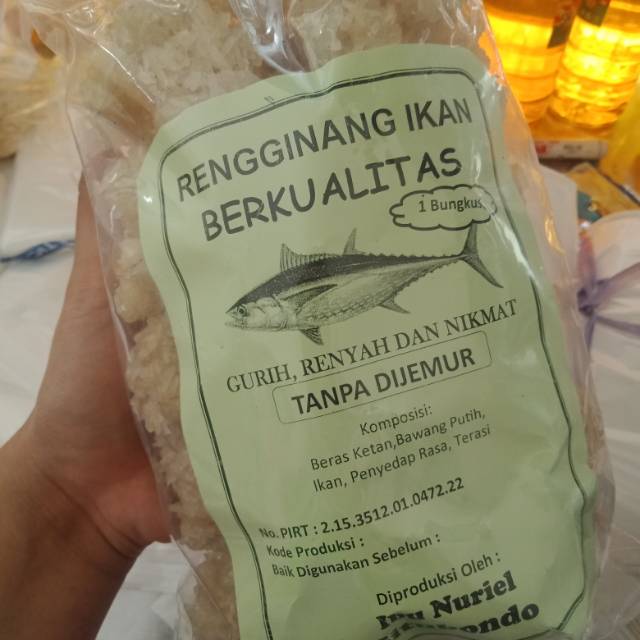 RENGGINANG IKAN
BERKUALITAS
1 Bungkus
GURIH, RENYAH DAN NIKMAT
TANPA DIJEMUR
Komposisi:
Beras Ketan,Bawang Putih,
Ikan, Penyedap Rasa, Terasi
No. PIRT : 2.15.3512.01.0472.22
Kode Produksi :
Baik Digunakan Sebelum :
Diproduksi Oleh :
Nuriel